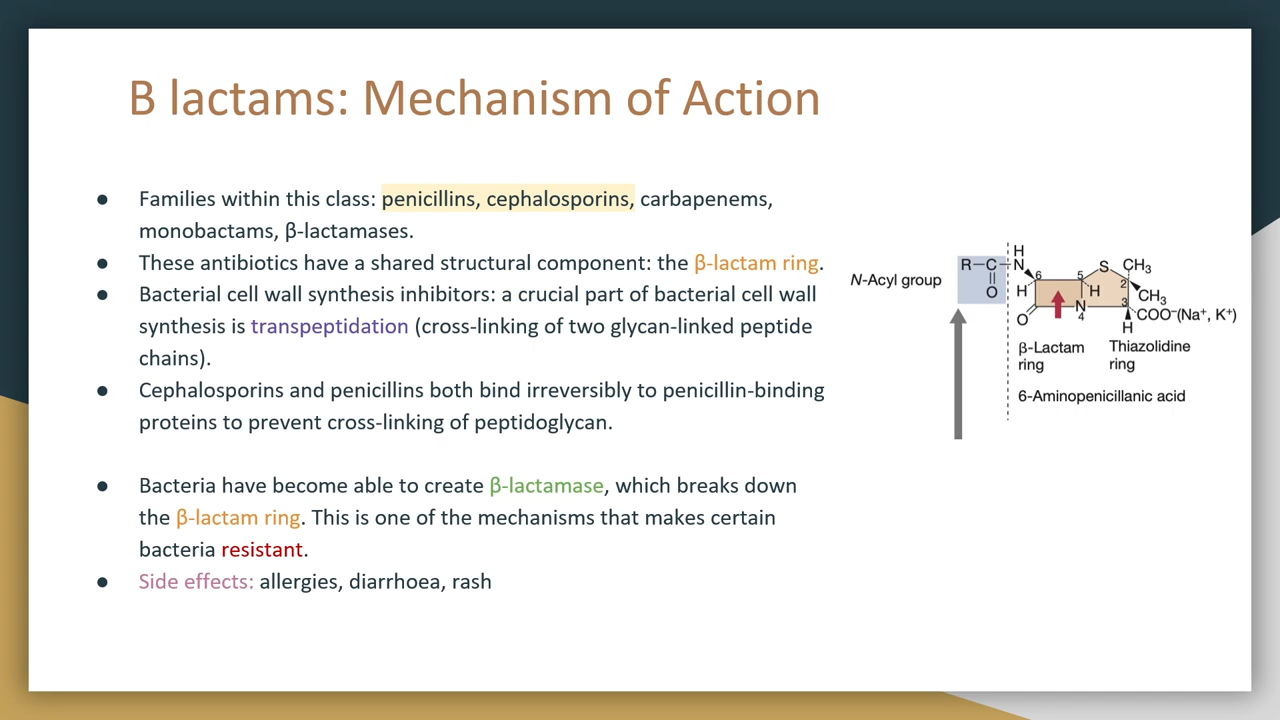 B lactams: Mechanism of Action
● Families within this class: penicillins, cephalosporins, carbapenems,
monobactams, β-lactamases.
● These antibiotics have a shared structural component: the β-lactam ring.
● Bacterial cell wall synthesis inhibitors: a crucial part of bacterial cell wall
synthesis is transpeptidation (cross-linking of two glycan-linked peptide
chains).
● Cephalosporins and penicillins both bind irreversibly to penicillin-binding
proteins to prevent cross-linking of peptidoglycan.
● Bacteria have become able to create β-lactamase, which breaks down
the β-lactam ring. This is one of the mechanisms that makes certain
bacteria resistant.
● Side effects: allergies, diarrhoea, rash
N-Acyl group
H
R–C–N
O
6
5
S
CH₃
H
H
2
CH₃
O
N
4
3
COO⁻(Na⁺, K⁺)
H
β-Lactam
ring
Thiazolidine
ring
6-Aminopenicillanic acid